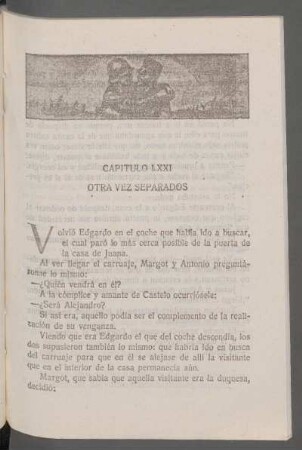 CAPITULO LXXI
OTRA VEZ SEPARADOS
Volvió Edgardo en el coche que había ido a buscar,
el cual paró lo más cerca posible de la puerta de
la casa de Juana.
Al ver llegar el carruaje, Margot y Antonio preguntá-
ronse lo mismo:
—¿Quién vendrá en él?
A la cómplice y amante de Castelo ocurriósele:
—¿Será Alejandro?
Si así era, aquello podía ser el complemento de la reali-
zación de su venganza.
Viendo que era Edgardo el que del coche descendía, los
dos supusieron también lo mismo: que habría ido en busca
del carruaje para que en él se alejase de allí la visitante
que en el interior de la casa permanecía aún.
Margot, que sabía que aquella visitante era la duquesa,
decidió: